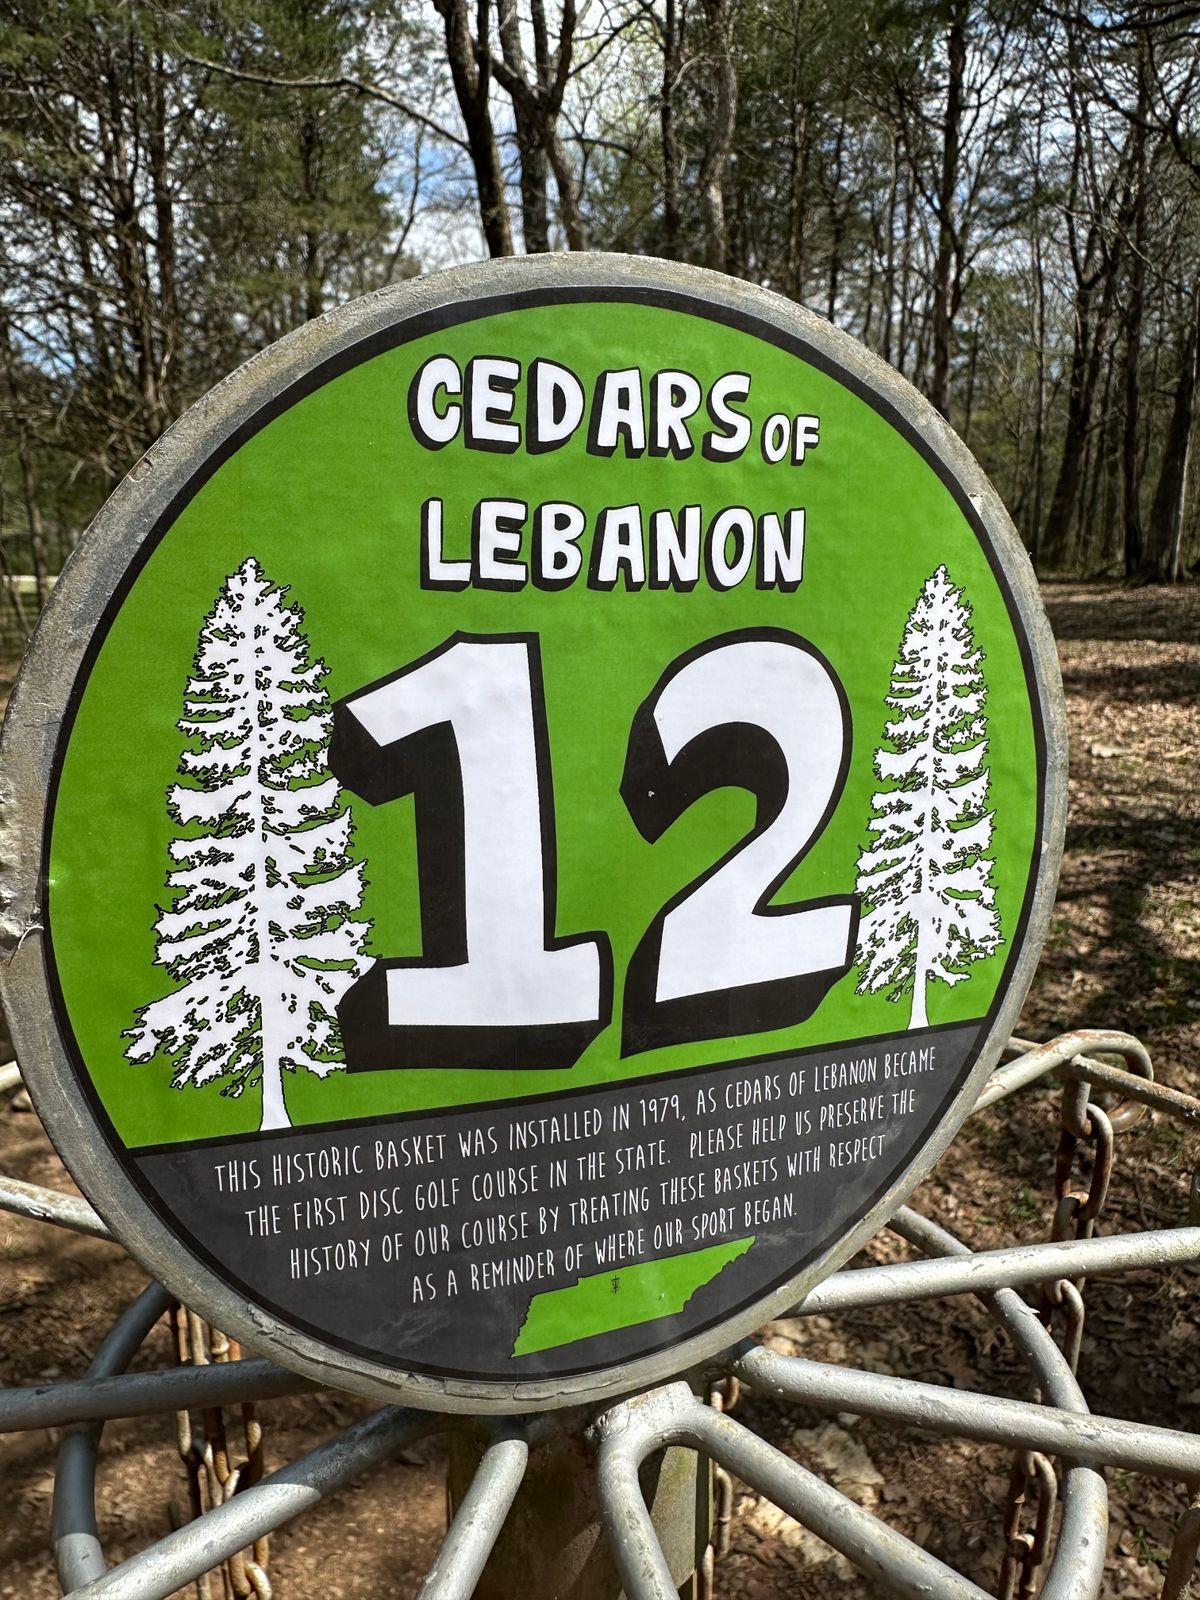 CEDARS OF
LEBANON
12
THIS HISTORIC BASKET WAS INSTALLED IN 1979, AS CEDARS OF LEBANON BECAME
THE FIRST DISC GOLF COURSE IN THE STATE. PLEASE HELP US PRESERVE THE
HISTORY OF OUR COURSE BY TREATING THESE BASKETS WITH RESPECT
AS A REMINDER OF WHERE OUR SPORT BEGAN.